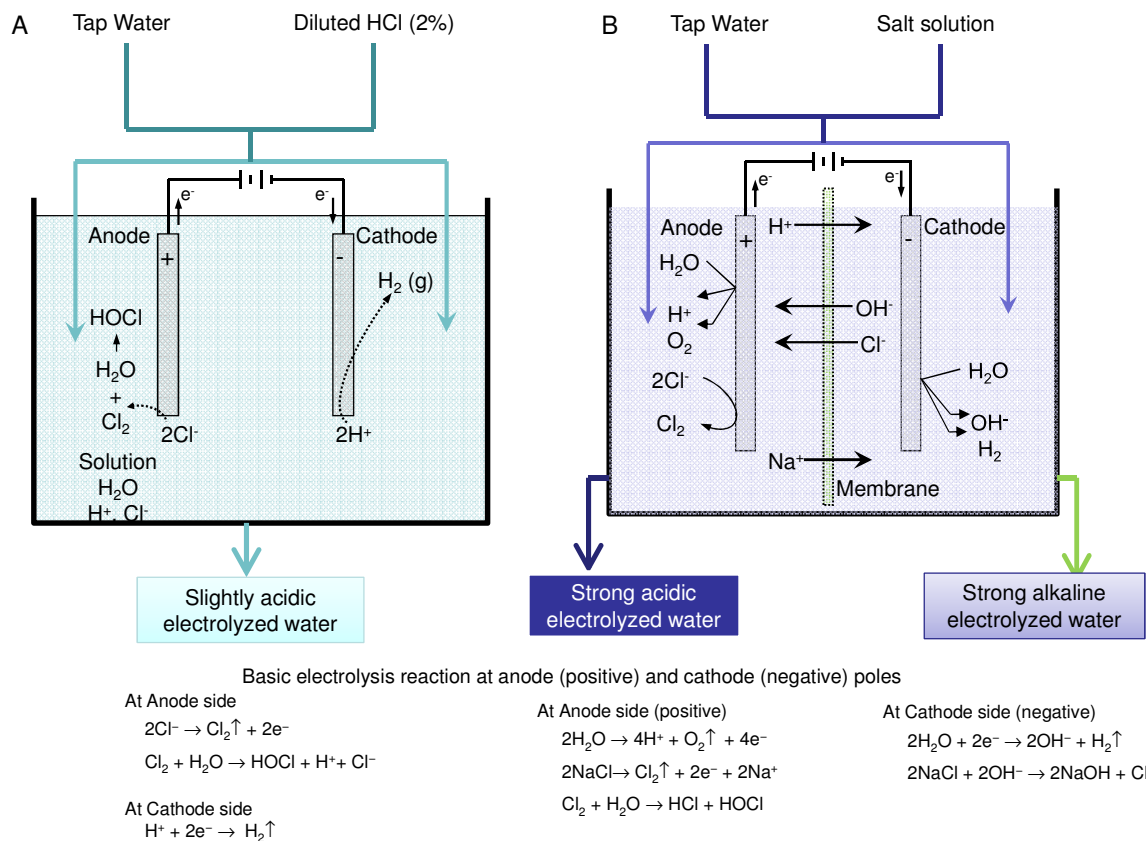 A
Tap Water
Diluted HCl (2%)
e⁻
e⁻
Anode
Cathode
+
-
H₂ (g)
HOCl
H₂O
+
Cl₂
2Cl⁻
2H⁺
Solution
H₂O
H⁺, Cl⁻
Slightly acidic
electrolyzed water
B
Tap Water
Salt solution
e⁻
e⁻
Anode
H⁺
Cathode
+
-
H₂O
H⁺
O₂
OH⁻
Cl⁻
2Cl⁻
Cl₂
H₂O
OH⁻
H₂
Na⁺
Membrane
Strong acidic
electrolyzed water
Strong alkaline
electrolyzed water
Basic electrolysis reaction at anode (positive) and cathode (negative) poles
At Anode side
2Cl⁻ → Cl₂↑ + 2e⁻
Cl₂ + H₂O → HOCl + H⁺+ Cl⁻
At Cathode side
H⁺ + 2e⁻ → H₂↑
At Anode side (positive)
2H₂O → 4H⁺ + O₂↑ + 4e⁻
2NaCl→ Cl₂↑ + 2e⁻ + 2Na⁺
Cl₂ + H₂O → HCl + HOCl
At Cathode side (negative)
2H₂O + 2e⁻ → 2OH⁻ + H₂↑
2NaCl + 2OH⁻ → 2NaOH + Cl